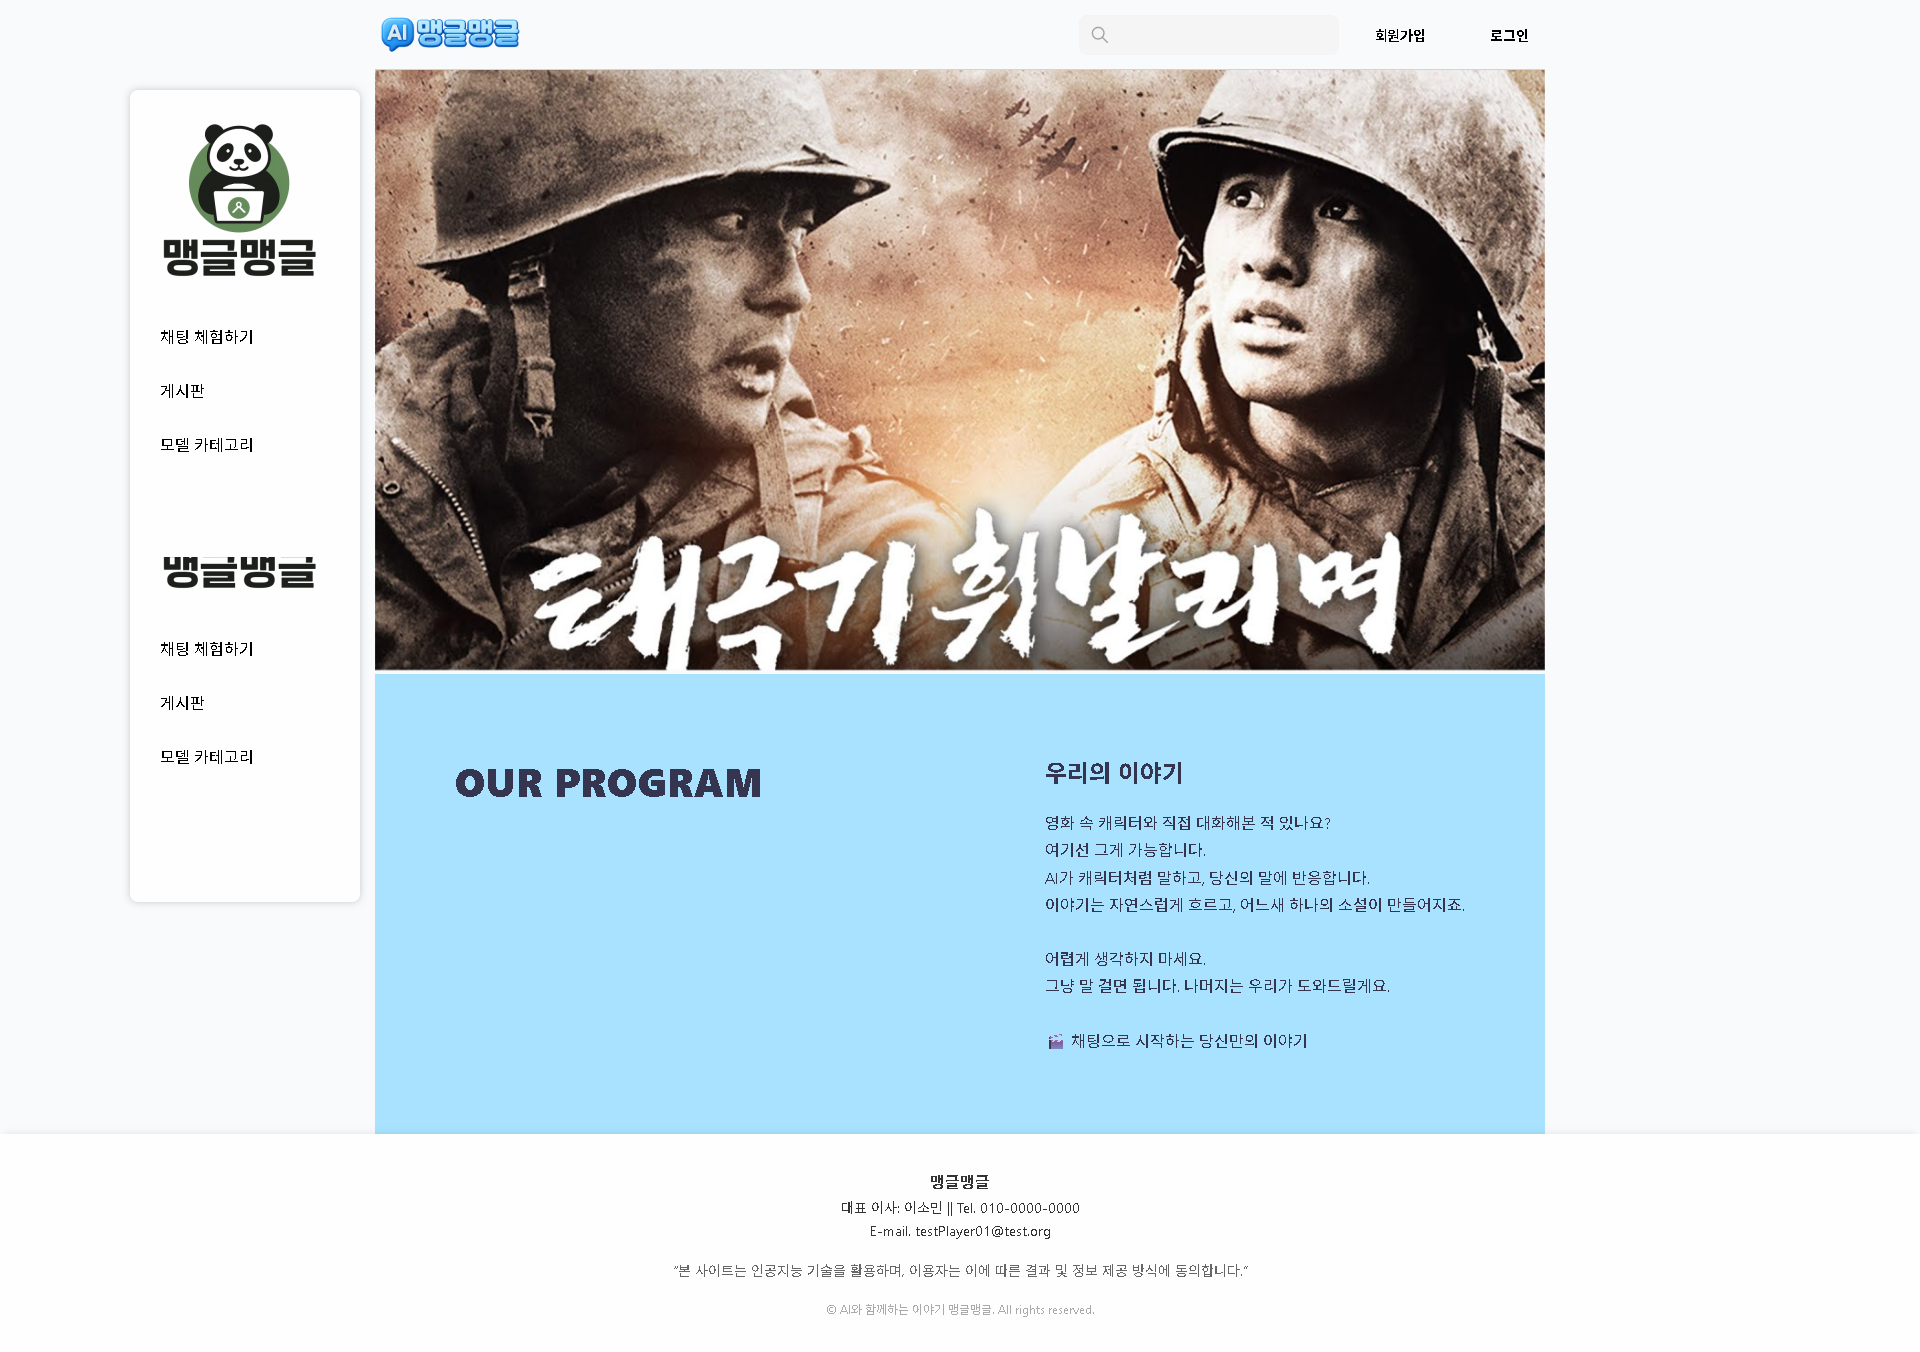 AI 맹글맹글
회원가입
로그인
맹글맹글
채팅 체험하기
게시판
모델 카테고리
맹글맹글
채팅 체험하기
게시판
모델 카테고리
태극기 휘날리며
OUR PROGRAM
우리의 이야기
영화 속 캐릭터와 직접 대화해본 적 있나요?
여기선 그게 가능합니다.
AI가 캐릭터처럼 말하고, 당신의 말에 반응합니다.
이야기는 자연스럽게 흐르고, 어느새 하나의 소설이 만들어지죠.
어렵게 생각하지 마세요.
그냥 말 걸면 됩니다. 나머지는 우리가 도와드릴게요.
🎬 채팅으로 시작하는 당신만의 이야기
맹글맹글
대표 이사: 이소민 || Tel. 010-0000-0000
E-mail. testPlayer01@test.org
"본 사이트는 인공지능 기술을 활용하며, 이용자는 이에 따른 결과 및 정보 제공 방식에 동의합니다."
© AI와 함께하는 이야기 맹글맹글. All rights reserved.